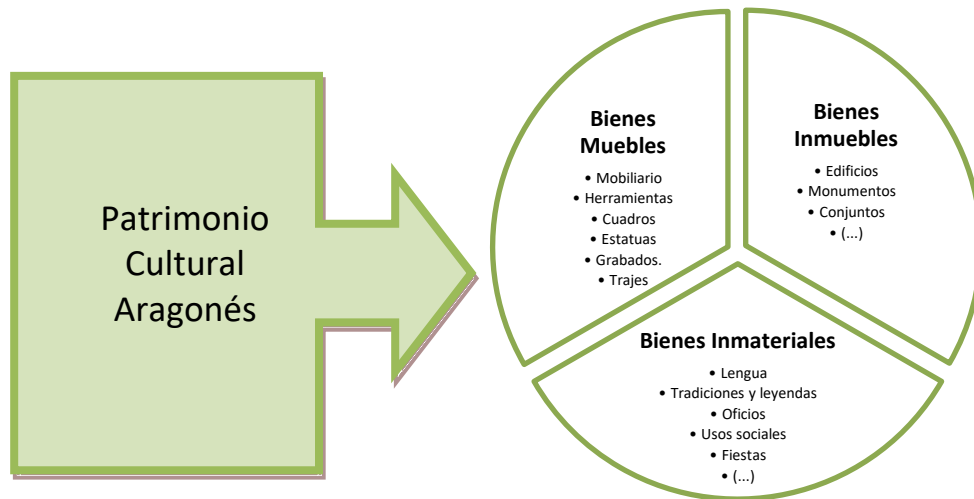 Patrimonio
Cultural
Aragonés
Bienes
Muebles
• Mobiliario
• Herramientas
• Cuadros
• Estatuas
• Grabados.
• Trajes
Bienes
Inmuebles
• Edificios
• Monumentos
• Conjuntos
• (...)
Bienes Inmateriales
• Lengua
• Tradiciones y leyendas
• Oficios
• Usos sociales
• Fiestas
• (...)